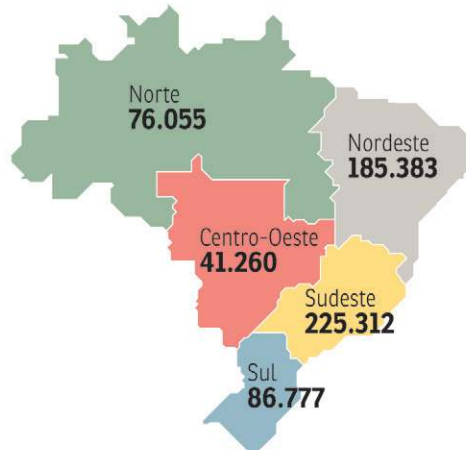 Norte
76.055
Nordeste
185.383
Centro-Oeste
41.260
Sudeste
225.312
Sul
86.777